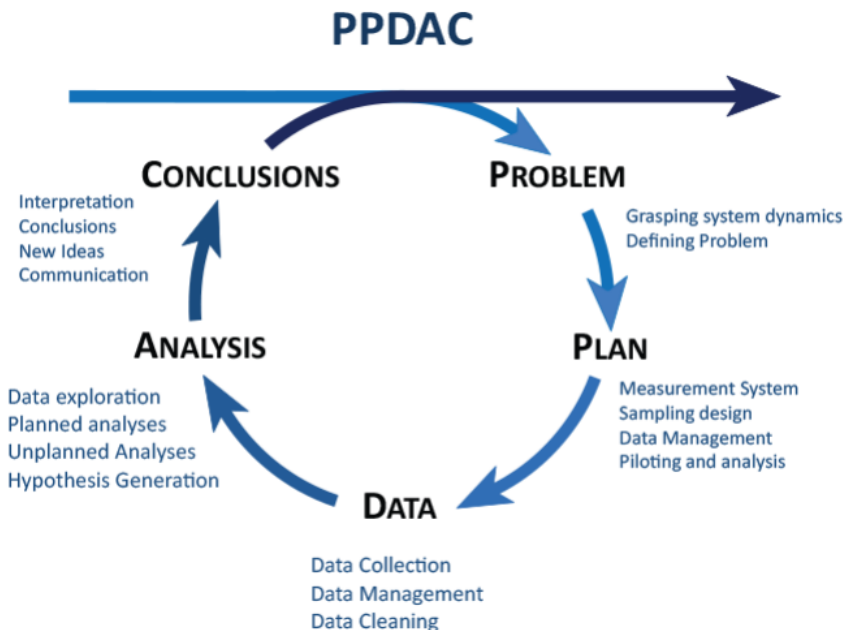 PPDAC
CONCLUSIONS
Interpretation
Conclusions
New Ideas
Communication
PROBLEM
Grasping system dynamics
Defining Problem
PLAN
Measurement System
Sampling design
Data Management
Piloting and analysis
DATA
Data Collection
Data Management
Data Cleaning
ANALYSIS
Data exploration
Planned analyses
Unplanned Analyses
Hypothesis Generation